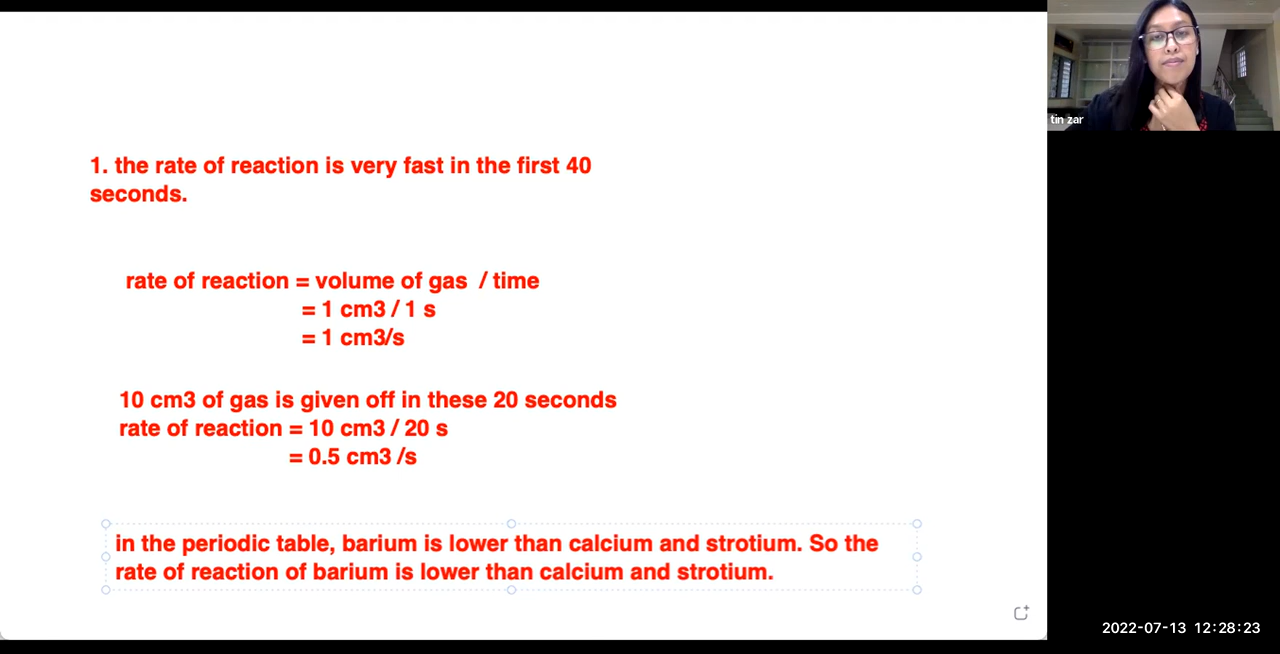 tin zar
1. the rate of reaction is very fast in the first 40
seconds.
rate of reaction = volume of gas / time
= 1 cm3 / 1 s
= 1 cm3/s
10 cm3 of gas is given off in these 20 seconds
rate of reaction = 10 cm3 / 20 s
= 0.5 cm3 /s
in the periodic table, barium is lower than calcium and strotium. So the
rate of reaction of barium is lower than calcium and strotium.
2022-07-13 12:28:23